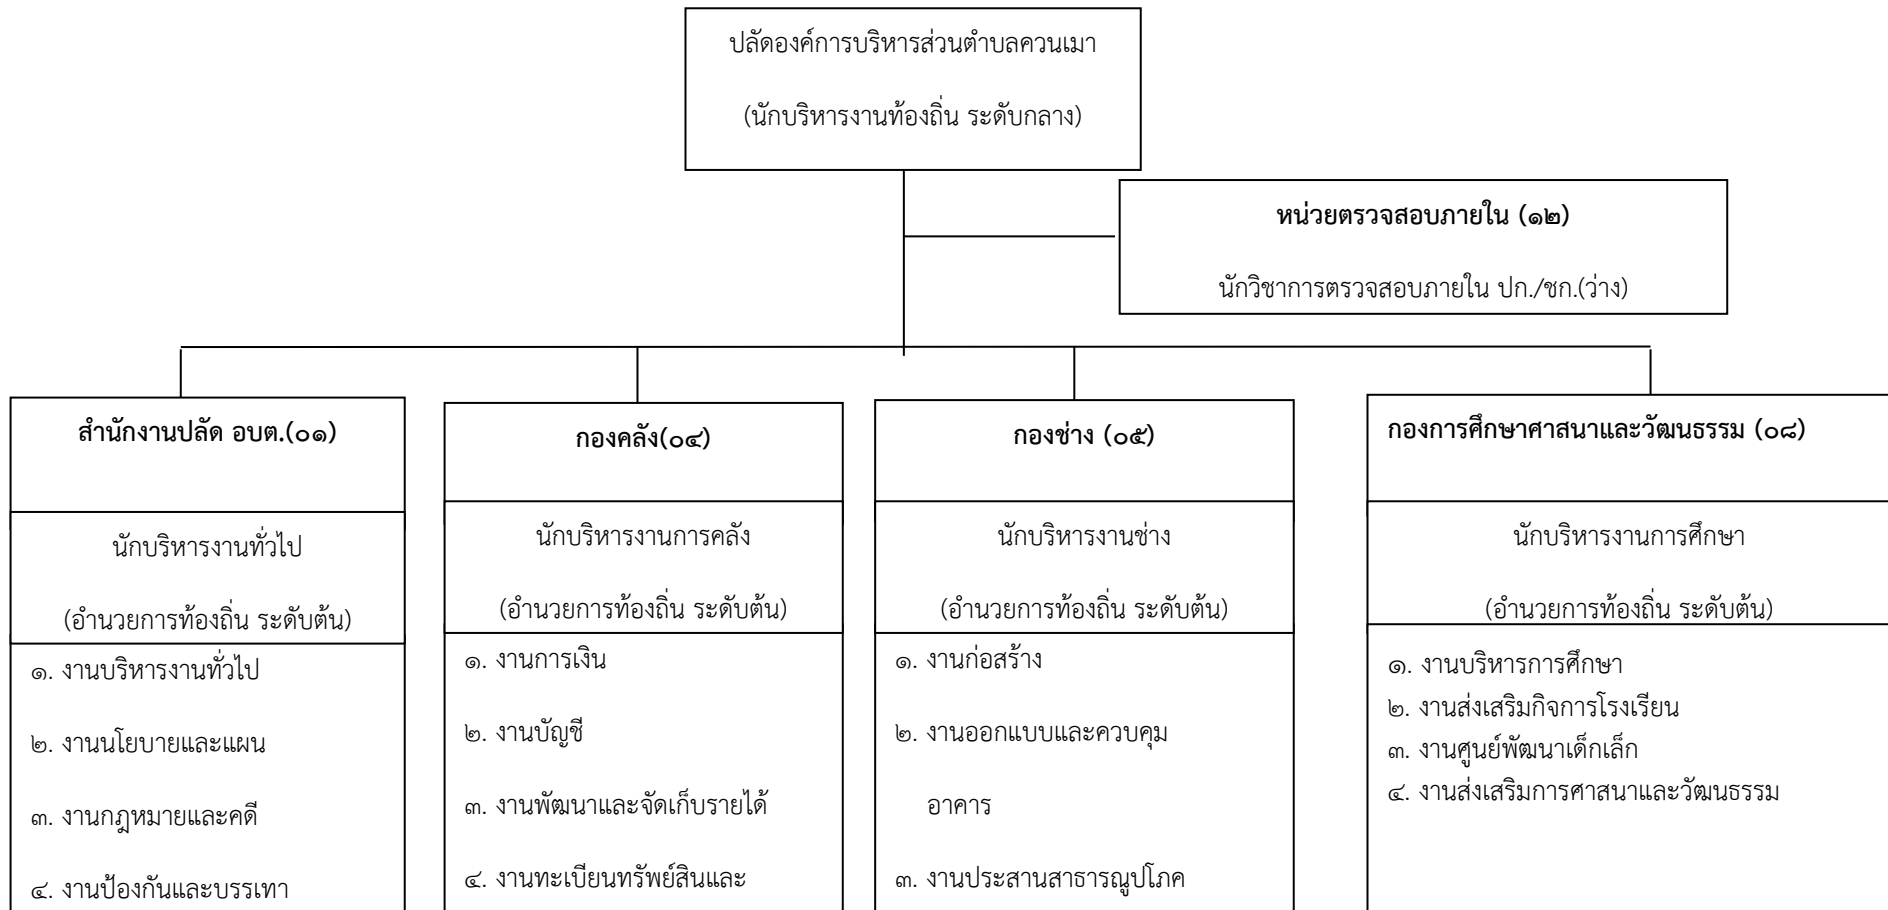 ปลัดองค์การบริหารส่วนตำบลควนเมา
(นักบริหารงานท้องถิ่น ระดับกลาง)
หน่วยตรวจสอบภายใน (๑๒)
นักวิชาการตรวจสอบภายใน ปก./ชก.(ว่าง)
สำนักงานปลัด อบต.(๐๑)
นักบริหารงานทั่วไป
(อำนวยการท้องถิ่น ระดับต้น)
๑. งานบริหารงานทั่วไป
๒. งานนโยบายและแผน
๓. งานกฎหมายและคดี
๔. งานป้องกันและบรรเทา
กองคลัง(๐๔)
นักบริหารงานการคลัง
(อำนวยการท้องถิ่น ระดับต้น)
๑. งานการเงิน
๒. งานบัญชี
๓. งานพัฒนาและจัดเก็บรายได้
๔. งานทะเบียนทรัพย์สินและ
กองช่าง (๐๕)
นักบริหารงานช่าง
(อำนวยการท้องถิ่น ระดับต้น)
๑. งานก่อสร้าง
๒. งานออกแบบและควบคุม
อาคาร
๓. งานประสานสาธารณูปโภค
กองการศึกษาศาสนาและวัฒนธรรม (๐๘)
นักบริหารงานการศึกษา
(อำนวยการท้องถิ่น ระดับต้น)
๑. งานบริหารการศึกษา
๒. งานส่งเสริมกิจการโรงเรียน
๓. งานศูนย์พัฒนาเด็กเล็ก
๔. งานส่งเสริมการศาสนาและวัฒนธรรม